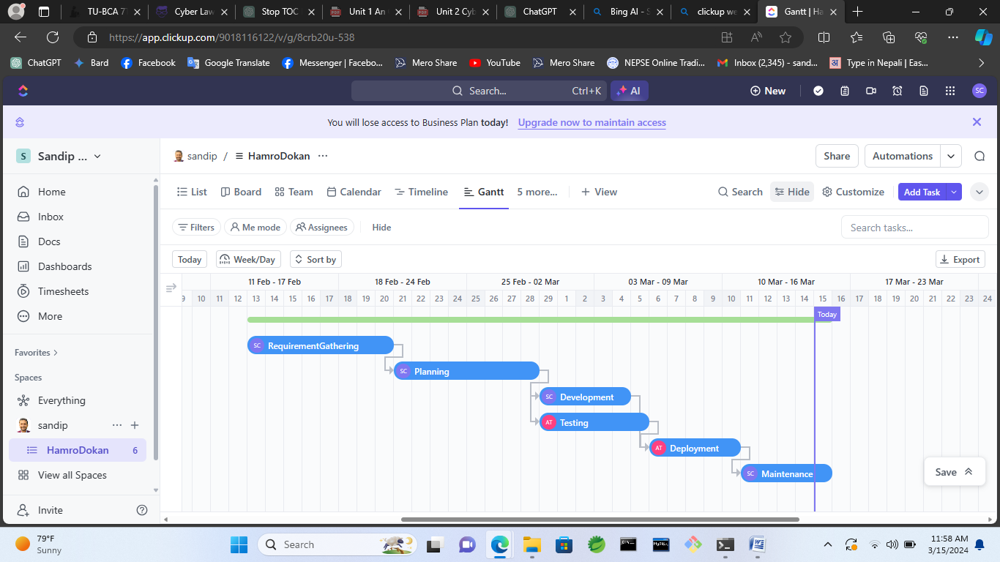 TU-BCA 7
Cyber Law
Stop TOC
Unit 1 An
Unit 2 Cyb
ChatGPT
Bing AI - S
clickup we
Gantt | Ha
https://app.clickup.com/9018116122/v/g/8crb20u-538
ChatGPT
Bard
Facebook
Google Translate
Messenger | Facebo...
Mero Share
YouTube
Mero Share
NEPSE Online Tradi...
Inbox (2,345) - sand...
Type in Nepali | Eas...
Search...
Ctrl+K
AI
New
SC
You will lose access to Business Plan today! Upgrade now to maintain access
S Sandip ...
sandip / HamroDokan ...
Share
Automations
Home
Inbox
Docs
Dashboards
Timesheets
More
Favorites >
Spaces
Everything
sandip ... +
HamroDokan 6
View all Spaces
Invite
List
Board
Team
Calendar
Timeline
Gantt
5 more...
+ View
Search
Hide
Customize
Add Task
Filters
Me mode
Assignees
Hide
Search tasks...
Today
Week/Day
Sort by
Export
11 Feb - 17 Feb
18 Feb - 24 Feb
25 Feb - 02 Mar
03 Mar - 09 Mar
10 Mar - 16 Mar
17 Mar - 23 Mar
9 10 11 12 13 14 15 16 17 18 19 20 21 22 23 24 25 26 27 28 29 1 2 3 4 5 6 7 8 9 10 11 12 13 14 15 16 17 18 19 20 21 22 23 24
Today
SC RequirementGathering
SC Planning
SC Development
AT Testing
AT Deployment
SC Maintenance
Save
79°F
Sunny
Search
11:58 AM
3/15/2024